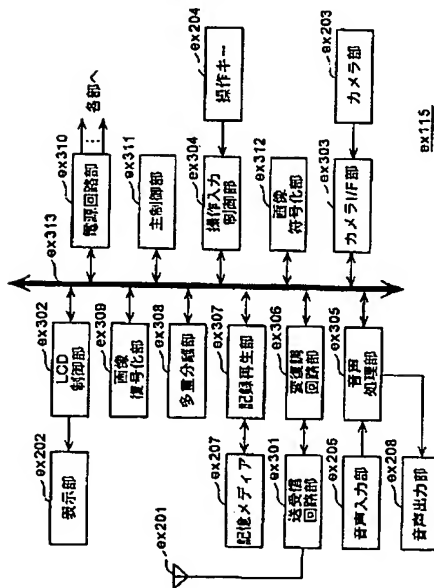 ex310
電源回路部
各部へ
ex311
主制御部
ex304
操作入力
制御部
ex204
操作キー
ex312
画像
符号化部
ex303
カメラI/F部
ex203
カメラ部
ex313
ex302
LCD
制御部
ex202
表示部
ex309
画像
復号化部
ex308
多重分離部
ex307
記録再生部
ex207
記憶メディア
ex306
変復調
回路部
ex301
送受信
回路部
ex201
ex305
音声
処理部
ex205
音声入力部
ex208
音声出力部
ex115